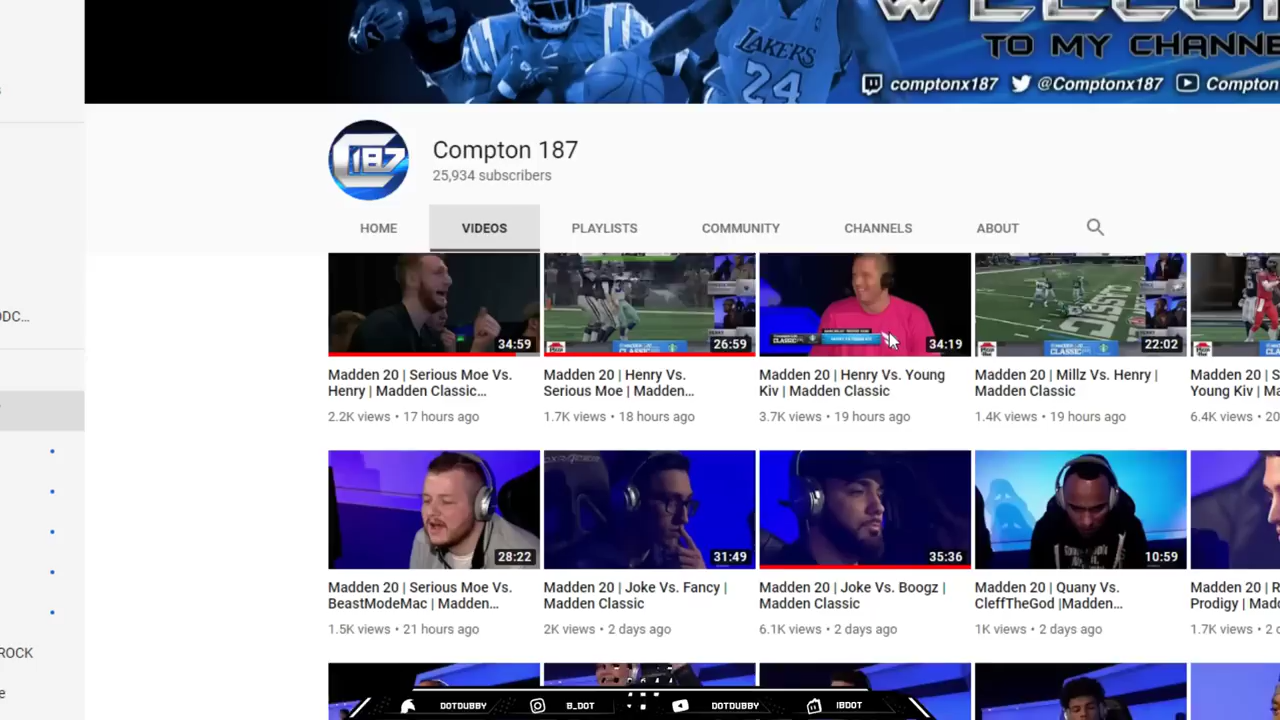 WELCOM
TO MY CHANNE
comptonx187 @Comptonx187 Compton
LAKERS
24
C187
Compton 187
25,934 subscribers
HOME VIDEOS PLAYLISTS COMMUNITY CHANNELS ABOUT
ODC...
34:59 26:59 34:19 22:02
Madden 20 | Serious Moe Vs. Henry | Madden Classic...
2.2K views • 17 hours ago
Madden 20 | Henry Vs. Serious Moe | Madden...
1.7K views • 18 hours ago
Madden 20 | Henry Vs. Young Kiv | Madden Classic
3.7K views • 19 hours ago
Madden 20 | Millz Vs. Henry | Madden Classic
1.4K views • 19 hours ago
Madden 20 | S
Young Kiv | Ma
6.4K views • 20
28:22 31:49 35:36 10:59
Madden 20 | Serious Moe Vs. BeastModeMac | Madden...
1.5K views • 21 hours ago
Madden 20 | Joke Vs. Fancy | Madden Classic
2K views • 2 days ago
Madden 20 | Joke Vs. Boogz | Madden Classic
6.1K views • 2 days ago
Madden 20 | Quany Vs. CleffTheGod |Madden...
1K views • 2 days ago
Madden 20 | R
Prodigy | Madd
1.7K views • 2 d
ROCK
DOTDUBBY B_DOT DOTDUBBY IBDOT